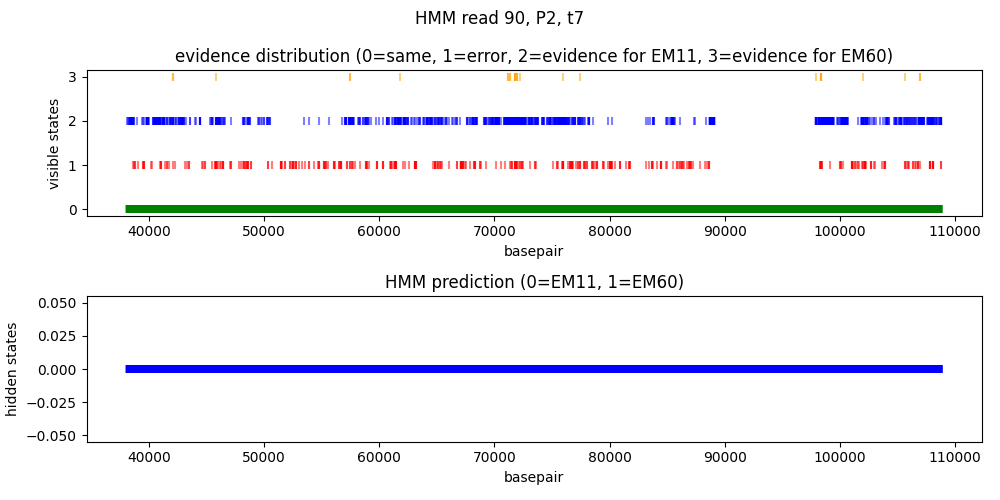 HMM read 90, P2, t7
evidence distribution (0=same, 1=error, 2=evidence for EM11, 3=evidence for EM60)
3
2
1
0
visible states
40000 50000 60000 70000 80000 90000 100000 110000
basepair
HMM prediction (0=EM11, 1=EM60)
0.050
0.025
0.000
−0.025
−0.050
hidden states
40000 50000 60000 70000 80000 90000 100000 110000
basepair